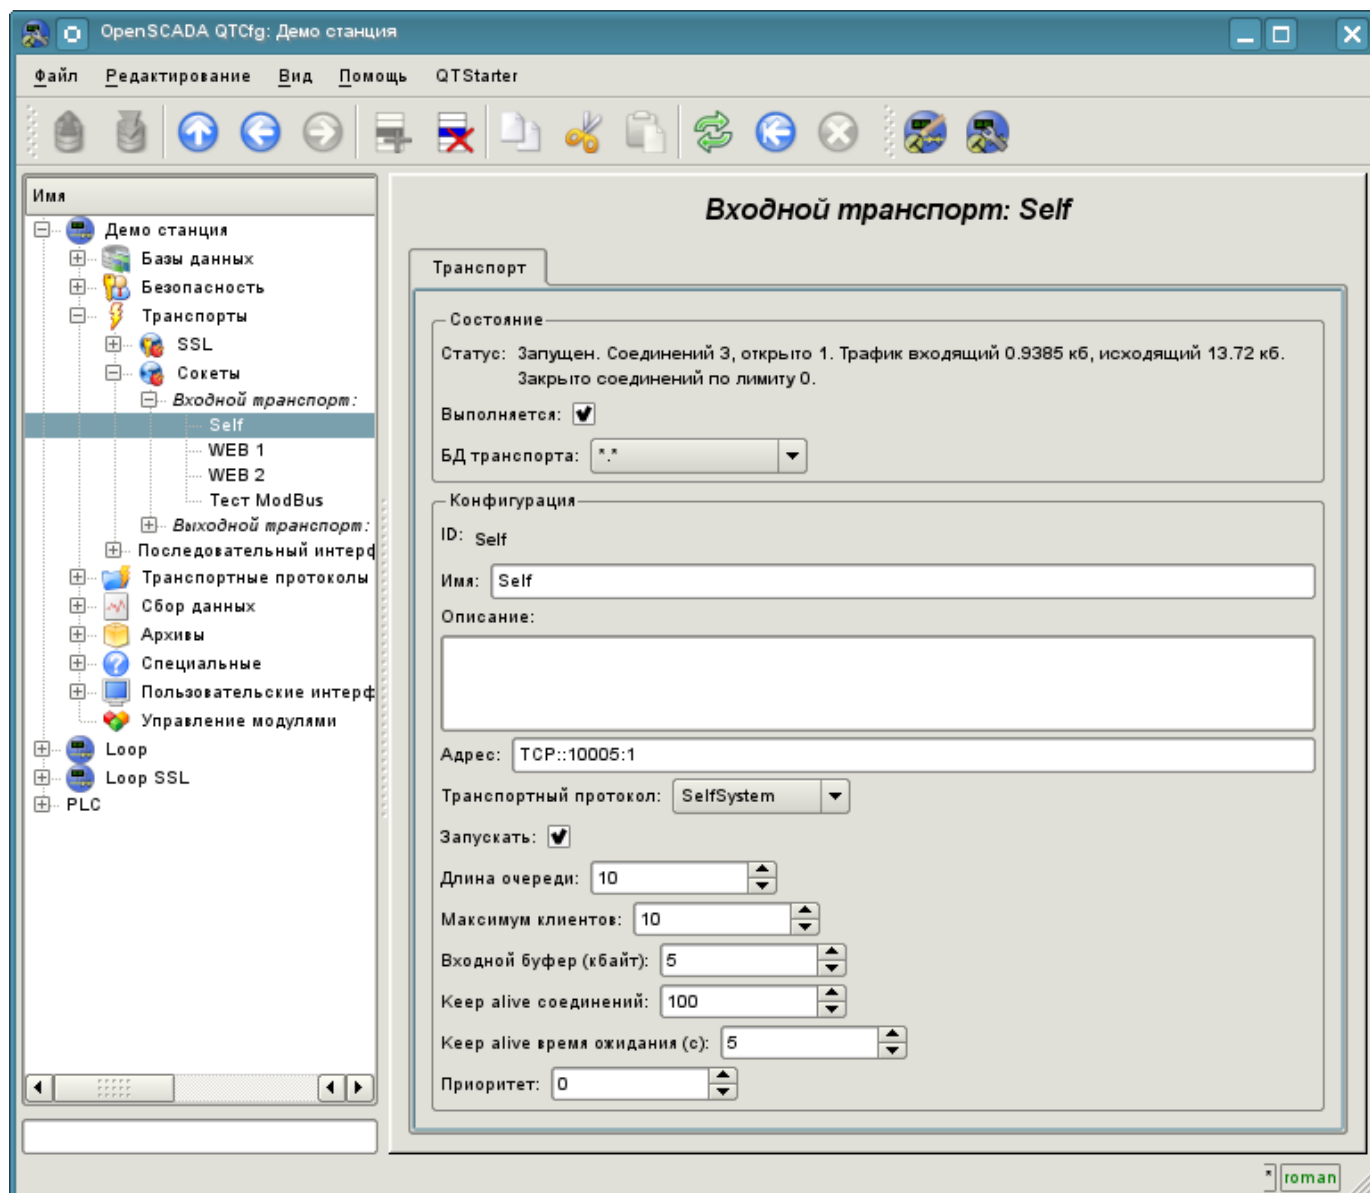 OpenSCADA QTCfg: Демо станция
Файл Редактирование Вид Помощь QTStarter
Имя
Демо станция
Базы данных
Безопасность
Транспорты
SSL
Сокеты
Входной транспорт:
Self
WEB 1
WEB 2
Тест ModBus
Выходной транспорт:
Последовательный интерф
Транспортные протоколы
Сбор данных
Архивы
Специальные
Пользовательские интерф
Управление модулями
Loop
Loop SSL
PLC
Входной транспорт: Self
Транспорт
Состояние
Статус: Запущен. Соединений 3, открыто 1. Трафик входящий 0.9385 кб, исходящий 13.72 кб.
Закрыто соединений по лимиту 0.
Выполняется:
БД транспорта: *.*
Конфигурация
ID: Self
Имя: Self
Описание:
Адрес: TCP::10005:1
Транспортный протокол: SelfSystem
Запускать:
Длина очереди: 10
Максимум клиентов: 10
Входной буфер (кбайт): 5
Keep alive соединений: 100
Keep alive время ожидания (с): 5
Приоритет: 0
* roman